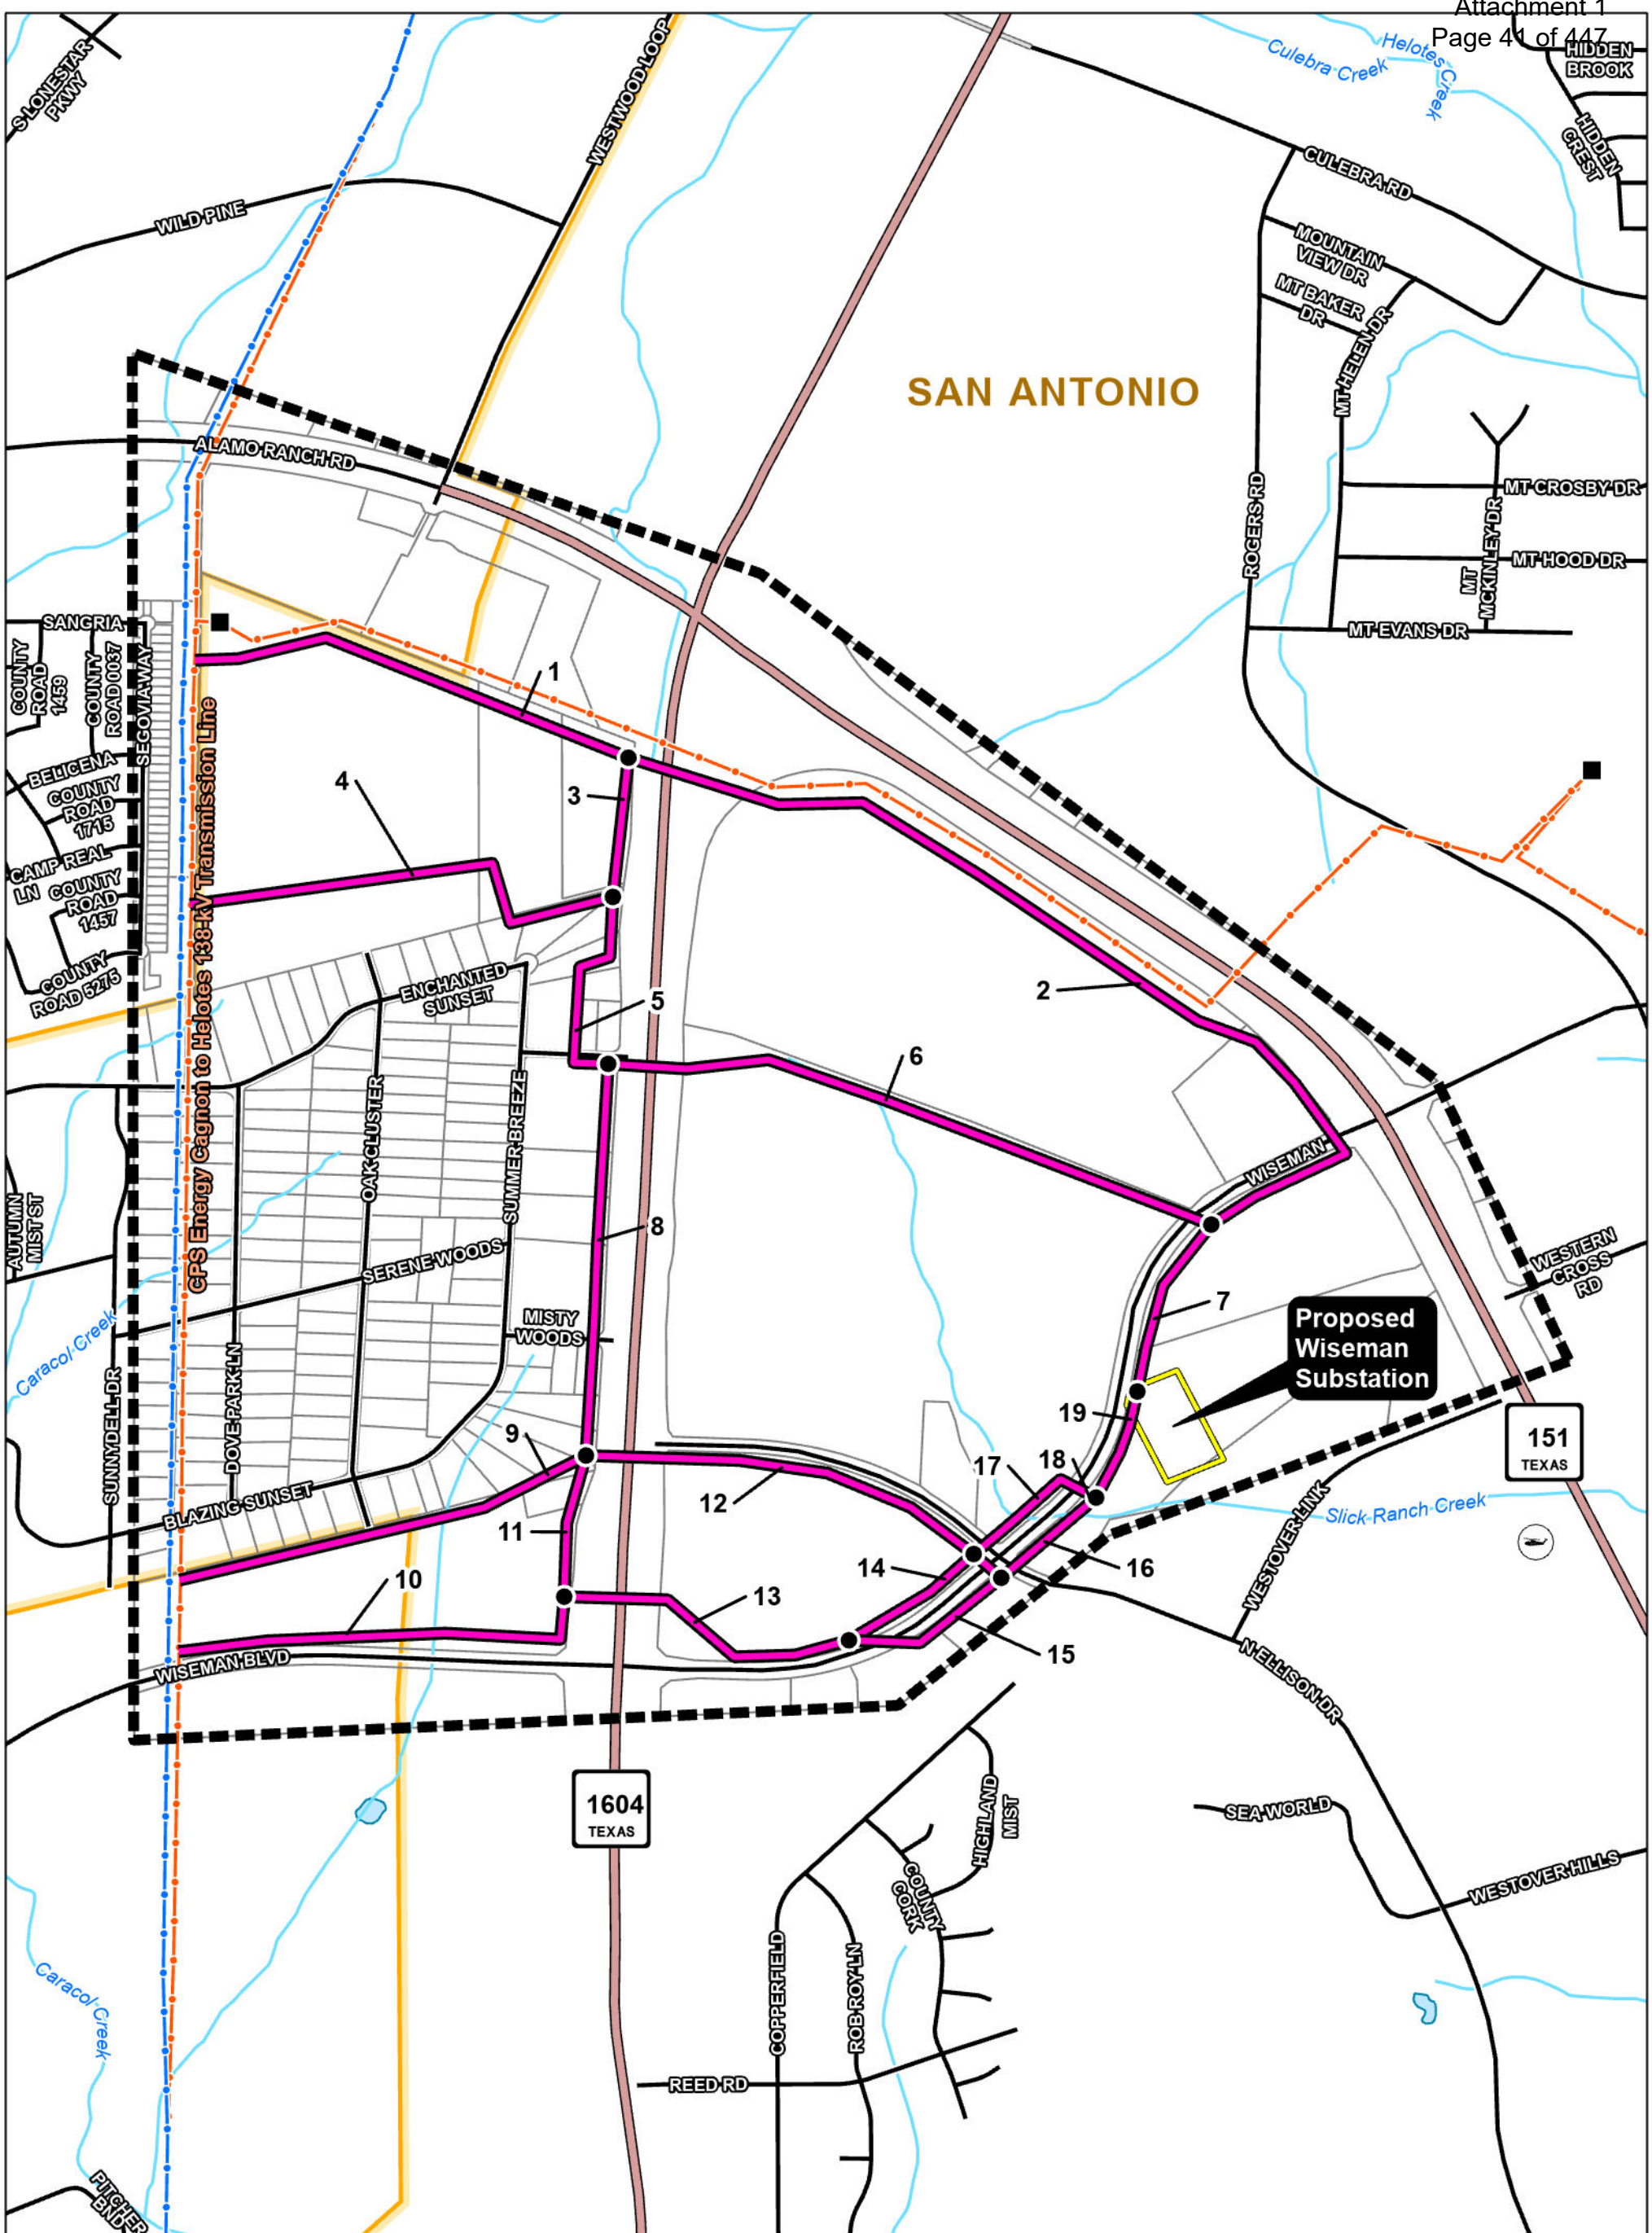 Attachment 1
Page 41 of 447
S LONESTAR
PKWY
WESTWOOD LOOP
Culebra Creek
Helotes
Creek
HIDDEN
BROOK
HIDDEN
CREST
CULEBRA RD
WILD PINE
MOUNTAIN
VIEW DR
MT BAKER
DR
MT HELEN DR
SAN ANTONIO
ALAMO RANCH RD
ROGERS RD
MT CROSBY DR
MT
MCKINLEY DR
MT HOOD DR
MT EVANS DR
SANGRIA
COUNTY
ROAD
1459
COUNTY
ROAD 0037
SEGOVIA WAY
1
BELICENA
COUNTY
ROAD
1715
4
3
CAMP REAL
LN
COUNTY
ROAD
1457
COUNTY
ROAD 5275
CPS Energy Cagnon to Helotes 138-kV Transmission Line
ENCHANTED
SUNSET
5
2
6
OAK CLUSTER
SUMMER BREEZE
WISEMAN
AUTUMN
MIST ST
SERENE WOODS
8
WESTERN
CROSS
RD
7
MISTY
WOODS
Proposed
Wiseman
Substation
Caracol Creek
SUNNYDELL DR
DOVE PARK LN
19
9
151
TEXAS
17
18
12
BLAZING SUNSET
Slick Ranch Creek
11
WESTOVER LINK
14
16
10
13
15
WISEMAN BLVD
N ELLISON DR
1604
TEXAS
HIGHLAND
MIST
SEA WORLD
COUNTY
CORK
WESTOVER HILLS
COPPERFIELD
ROB ROY LN
Caracol Creek
REED RD
PITCHER
BND